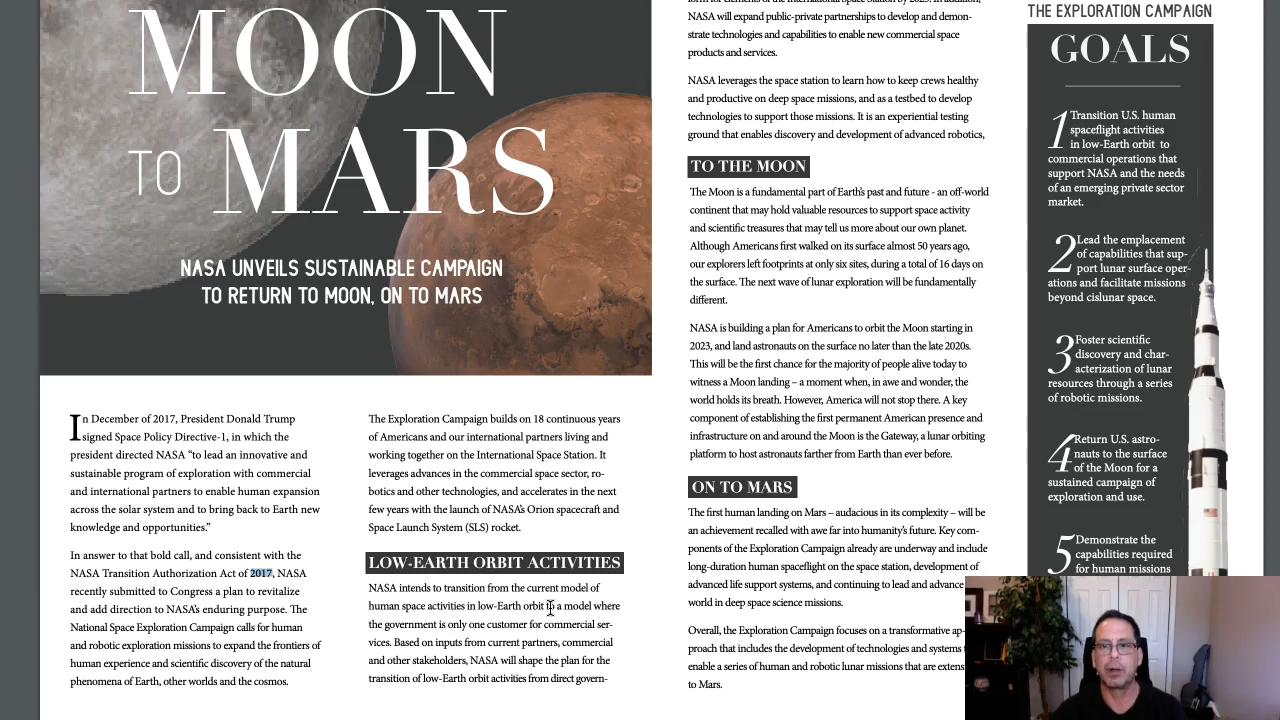 MOON
TO MARS
NASA UNVEILS SUSTAINABLE CAMPAIGN
TO RETURN TO MOON, ON TO MARS
In December of 2017, President Donald Trump
signed Space Policy Directive-1, in which the
president directed NASA “to lead an innovative and
sustainable program of exploration with commercial
and international partners to enable human expansion
across the solar system and to bring back to Earth new
knowledge and opportunities.”
In answer to that bold call, and consistent with the
NASA Transition Authorization Act of 2017, NASA
recently submitted to Congress a plan to revitalize
and add direction to NASA’s enduring purpose. The
National Space Exploration Campaign calls for human
and robotic exploration missions to expand the frontiers of
human experience and scientific discovery of the natural
phenomena of Earth, other worlds and the cosmos.
The Exploration Campaign builds on 18 continuous years
of Americans and our international partners living and
working together on the International Space Station. It
leverages advances in the commercial space sector, ro-
botics and other technologies, and accelerates in the next
few years with the launch of NASA’s Orion spacecraft and
Space Launch System (SLS) rocket.
LOW-EARTH ORBIT ACTIVITIES
NASA intends to transition from the current model of
human space activities in low-Earth orbit to a model where
the government is only one customer for commercial ser-
vices. Based on inputs from current partners, commercial
and other stakeholders, NASA will shape the plan for the
transition of low-Earth orbit activities from direct govern-
form for elements of the International Space Station by 2025. In addition,
NASA will expand public-private partnerships to develop and demon-
strate technologies and capabilities to enable new commercial space
products and services.
NASA leverages the space station to learn how to keep crews healthy
and productive on deep space missions, and as a testbed to develop
technologies to support those missions. It is an experiential testing
ground that enables discovery and development of advanced robotics,
TO THE MOON
The Moon is a fundamental part of Earth’s past and future - an off-world
continent that may hold valuable resources to support space activity
and scientific treasures that may tell us more about our own planet.
Although Americans first walked on its surface almost 50 years ago,
our explorers left footprints at only six sites, during a total of 16 days on
the surface. The next wave of lunar exploration will be fundamentally
different.
NASA is building a plan for Americans to orbit the Moon starting in
2023, and land astronauts on the surface no later than the late 2020s.
This will be the first chance for the majority of people alive today to
witness a Moon landing – a moment when, in awe and wonder, the
world holds its breath. However, America will not stop there. A key
component of establishing the first permanent American presence and
infrastructure on and around the Moon is the Gateway, a lunar orbiting
platform to host astronauts farther from Earth than ever before.
ON TO MARS
The first human landing on Mars – audacious in its complexity – will be
an achievement recalled with awe far into humanity’s future. Key com-
ponents of the Exploration Campaign already are underway and include
long-duration human spaceflight on the space station, development of
advanced life support systems, and continuing to lead and advance
world in deep space science missions.
Overall, the Exploration Campaign focuses on a transformative ap-
proach that includes the development of technologies and systems
enable a series of human and robotic lunar missions that are
to Mars.
THE EXPLORATION CAMPAIGN
GOALS
1 Transition U.S. human
spaceflight activities
in low-Earth orbit to
commercial operations that
support NASA and the needs
of an emerging private sector
market.
2 Lead the emplacement
of capabilities that sup-
port lunar surface oper-
ations and facilitate missions
beyond cislunar space.
3 Foster scientific
discovery and char-
acterization of lunar
resources through a series
of robotic missions.
4 Return U.S. astro-
nauts to the surface
of the Moon for a
sustained campaign of
exploration and use.
5 Demonstrate the
capabilities required
for human missions